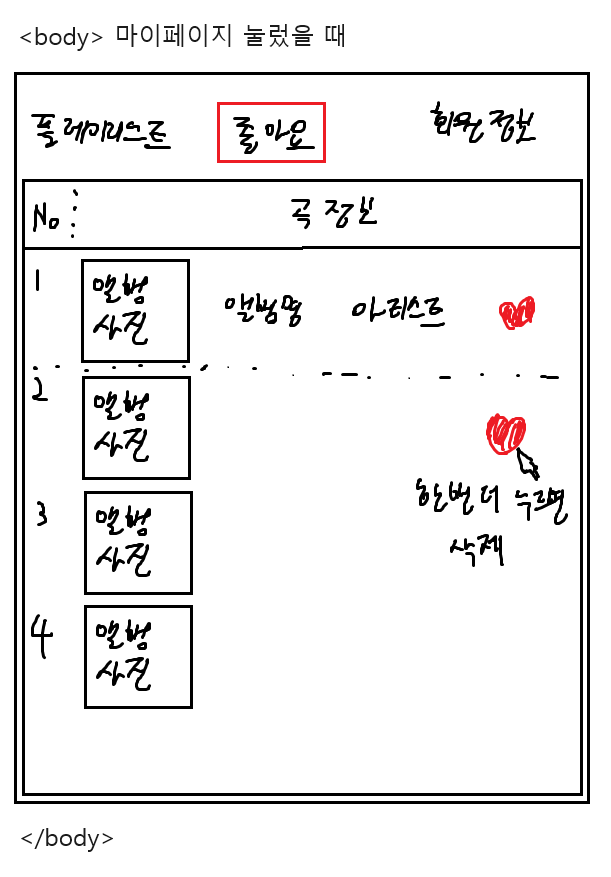 <body> 마이페이지 눌렀을 때
플레이리스트 좋아요 회원정보
No 곡 정보
1 앨범 사진 앨범명 아티스트
2 앨범 사진
한번 더 누르면 삭제
3 앨범 사진
4 앨범 사진
</body>